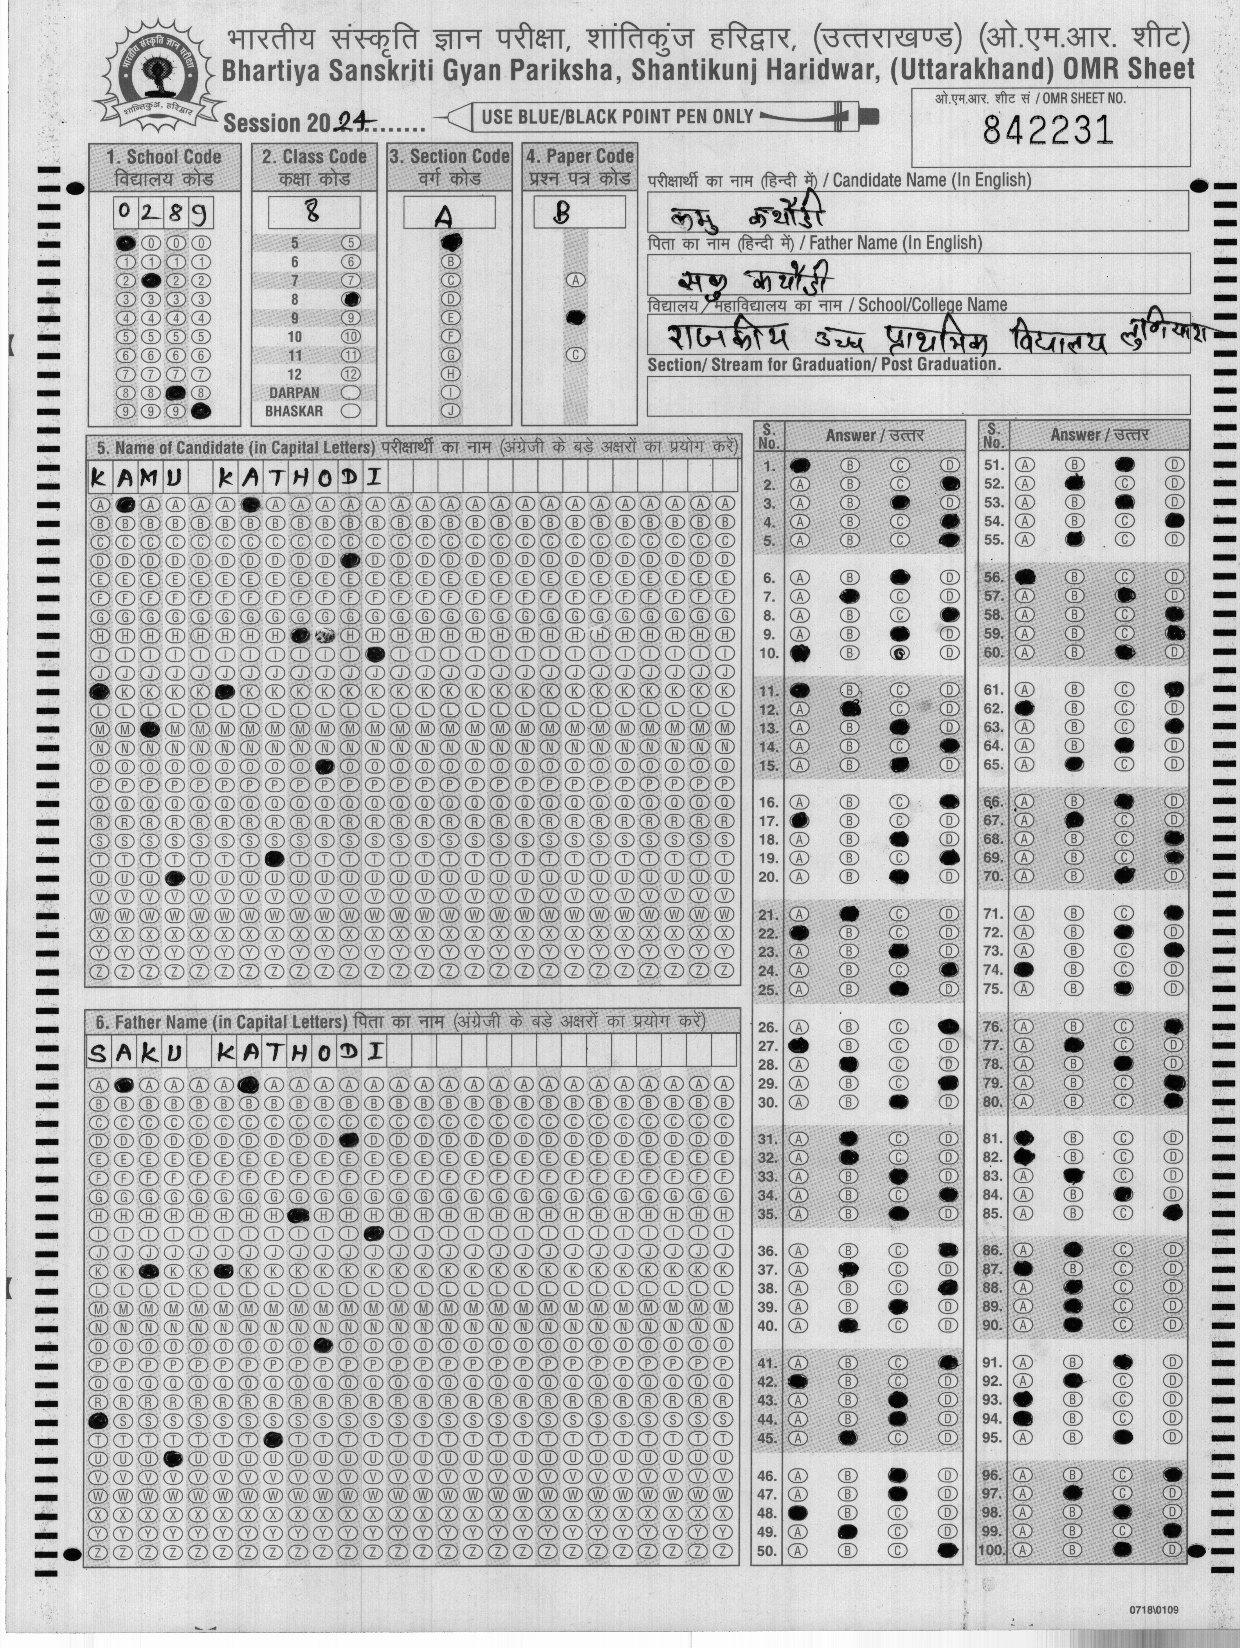 भारतीय संस्कृति ज्ञान परीक्षा, शांतिकुंज हरिद्वार, (उत्तराखण्ड) (ओ.एम.आर. शीट)
Bhartiya Sanskriti Gyan Pariksha, Shantikunj Haridwar, (Uttarakhand) OMR Sheet
Session 2024
USE BLUE/BLACK POINT PEN ONLY
ओ.एम.आर. शीट सं / OMR SHEET NO.
842231
1. School Code
विद्यालय कोड
0289
2. Class Code
कक्षा कोड
8
5
6
7
8
9
10
11
12
DARPAN
BHASKAR
3. Section Code
वर्ग कोड
A
4. Paper Code
प्रश्न पत्र कोड
B
परीक्षार्थी का नाम (हिन्दी में) / Candidate Name (In English)
कमु कथौडी
पिता का नाम (हिन्दी में) / Father Name (In English)
सकु कथौडी
विद्यालय / महाविद्यालय का नाम / School/College Name
राजकीय उच्च प्राथमिक विद्यालय
Section/ Stream for Graduation/ Post Graduation.
5. Name of Candidate (in Capital Letters) परीक्षार्थी का नाम (अंग्रेजी के बड़े अक्षरों का प्रयोग करें)
KAMU KATHODI
6. Father Name (in Capital Letters) पिता का नाम (अंग्रेजी के बड़े अक्षरों का प्रयोग करें)
SAKU KATHODI
S. No. Answer / उत्तर
S. No. Answer / उत्तर
0718\0109